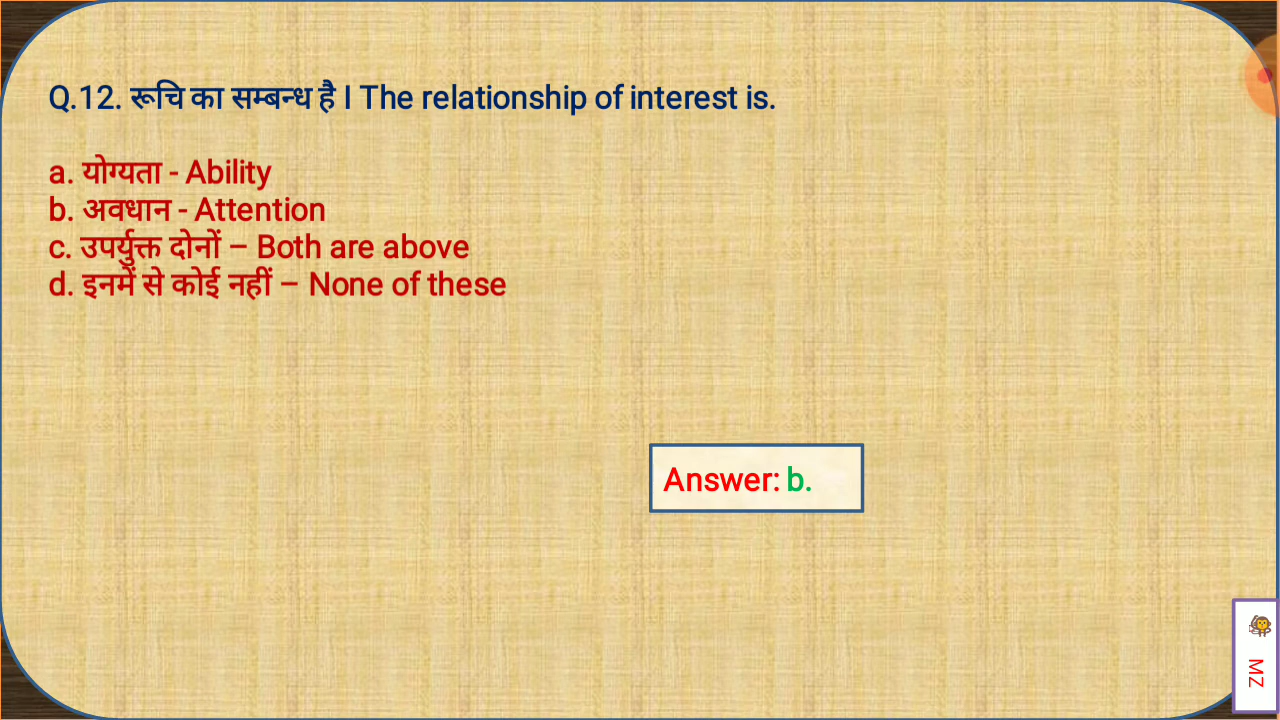 Q.12. रूचि का सम्बन्ध है I The relationship of interest is.
a. योग्यता - Ability
b. अवधान - Attention
c. उपर्युक्त दोनों – Both are above
d. इनमें से कोई नहीं – None of these
Answer: b.
MZ